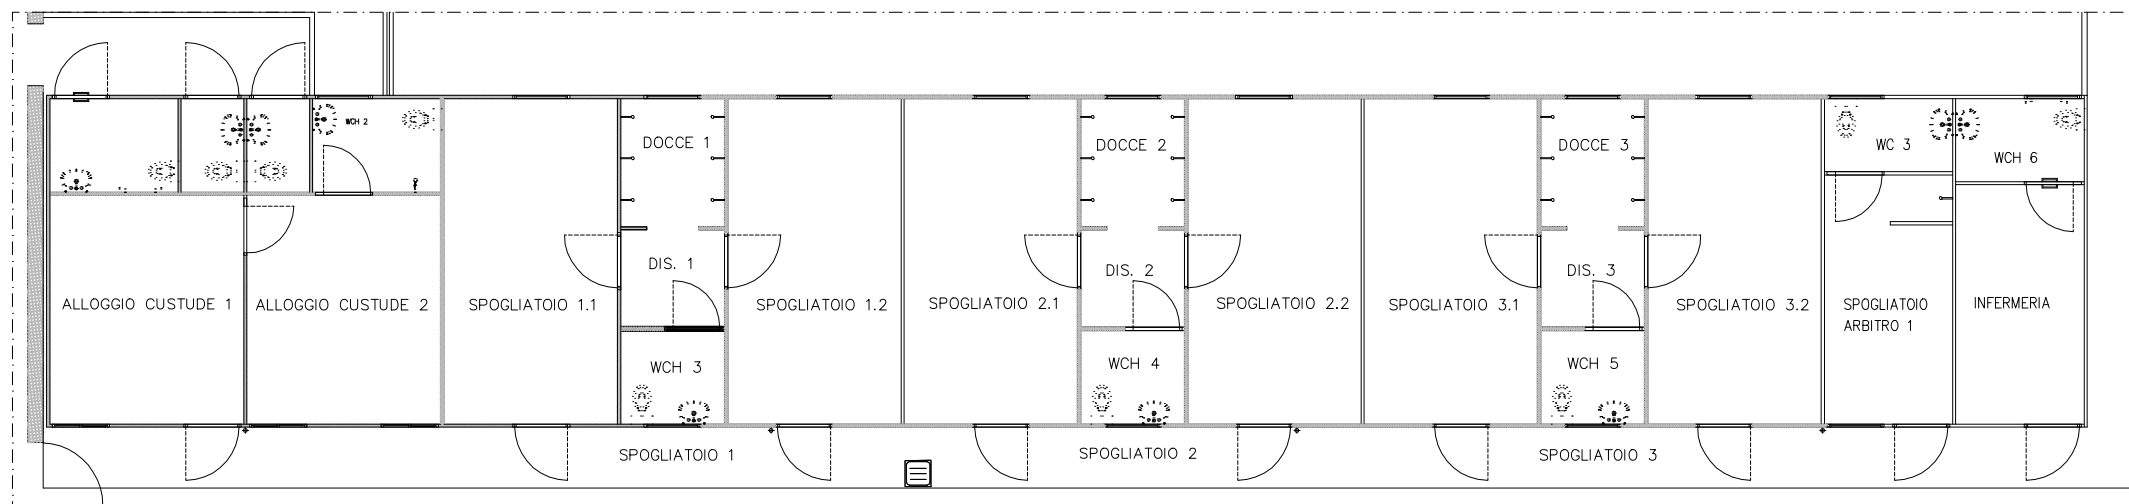 WCH 2
DOCCE 1
DOCCE 2
DOCCE 3
WC 3
WCH 6
DIS. 1
DIS. 2
DIS. 3
ALLOGGIO CUSTUDE 1
ALLOGGIO CUSTUDE 2
SPOGLIATOIO 1.1
SPOGLIATOIO 1.2
SPOGLIATOIO 2.1
SPOGLIATOIO 2.2
SPOGLIATOIO 3.1
SPOGLIATOIO 3.2
SPOGLIATOIO
ARBITRO 1
INFERMERIA
WCH 3
WCH 4
WCH 5
SPOGLIATOIO 1
SPOGLIATOIO 2
SPOGLIATOIO 3